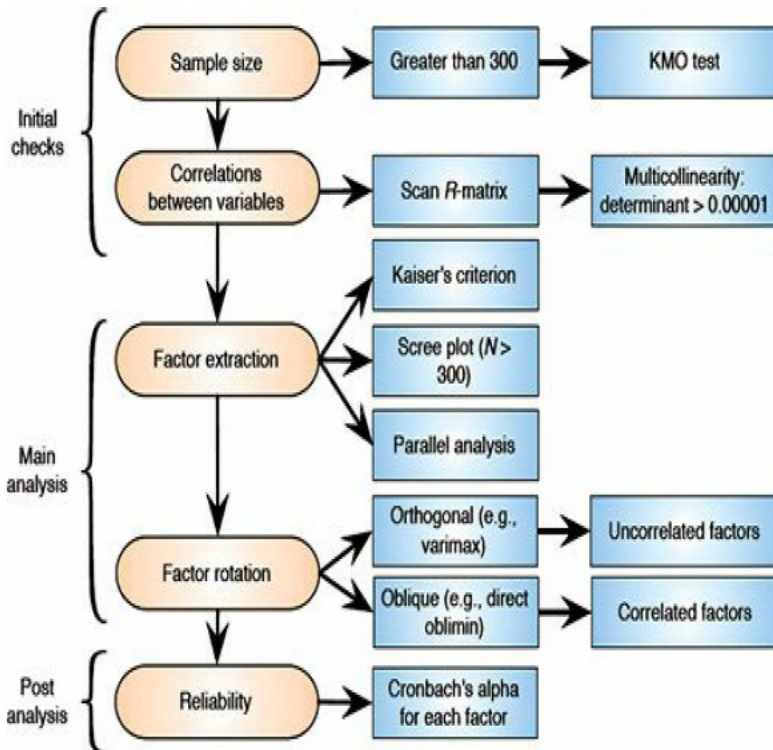 Initial
checks
Sample size
Greater than 300
KMO test
Correlations
between variables
Scan R-matrix
Multicollinearity:
determinant > 0.00001
Main
analysis
Factor extraction
Kaiser's criterion
Scree plot (N >
300)
Parallel analysis
Factor rotation
Orthogonal (e.g.,
varimax)
Uncorrelated factors
Oblique (e.g., direct
oblimin)
Correlated factors
Post
analysis
Reliability
Cronbach's alpha
for each factor